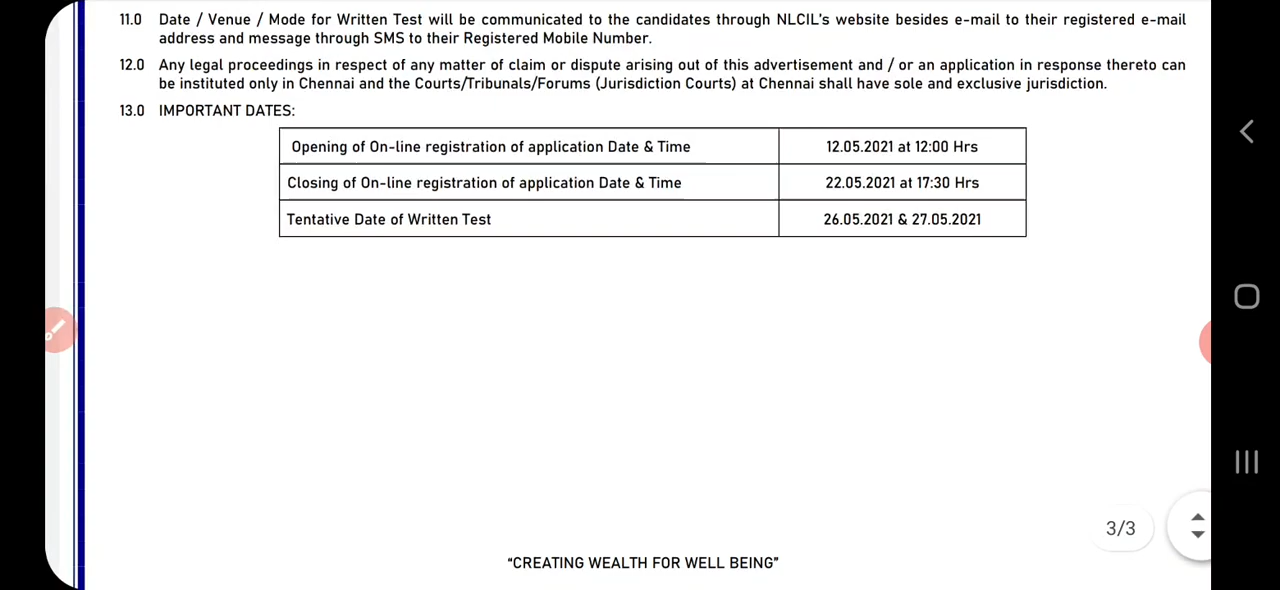 11.0 Date / Venue / Mode for Written Test will be communicated to the candidates through NLCIL's website besides e-mail to their registered e-mail
address and message through SMS to their Registered Mobile Number.
12.0 Any legal proceedings in respect of any matter of claim or dispute arising out of this advertisement and / or an application in response thereto can
be instituted only in Chennai and the Courts/Tribunals/Forums (Jurisdiction Courts) at Chennai shall have sole and exclusive jurisdiction.
13.0 IMPORTANT DATES:
Opening of On-line registration of application Date & Time 12.05.2021 at 12:00 Hrs
Closing of On-line registration of application Date & Time 22.05.2021 at 17:30 Hrs
Tentative Date of Written Test 26.05.2021 & 27.05.2021
3/3
“CREATING WEALTH FOR WELL BEING”